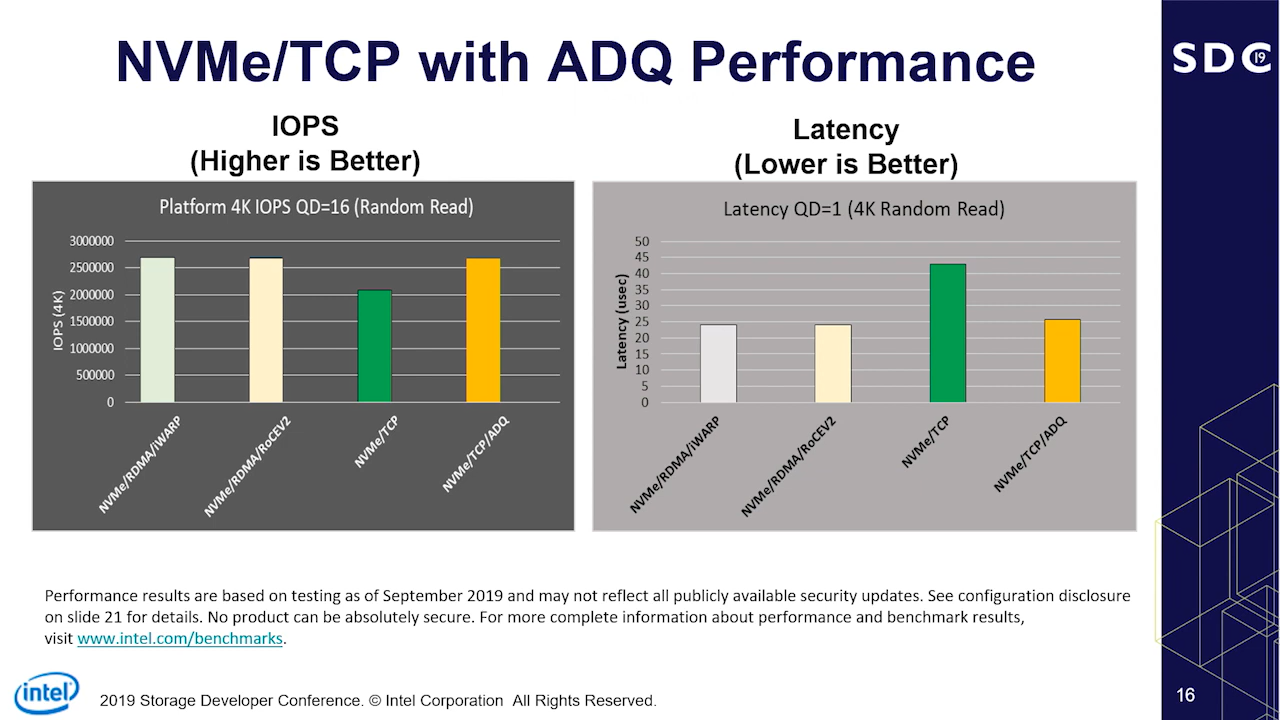 NVMe/TCP with ADQ Performance
SDC 19
IOPS
(Higher is Better)
Platform 4K IOPS QD=16 (Random Read)
IOPS (4K)
3000000
2500000
2000000
1500000
1000000
500000
0
NVMe/RDMA/iWARP
NVMe/RDMA/RoCEV2
NVMe/TCP
NVMe/TCP/ADQ
Latency
(Lower is Better)
Latency QD=1 (4K Random Read)
Latency (usec)
50
45
40
35
30
25
20
15
10
5
0
NVMe/RDMA/iWARP
NVMe/RDMA/RoCEV2
NVMe/TCP
NVMe/TCP/ADQ
Performance results are based on testing as of September 2019 and may not reflect all publicly available security updates. See configuration disclosure
on slide 21 for details. No product can be absolutely secure. For more complete information about performance and benchmark results,
visit www.intel.com/benchmarks.
intel
2019 Storage Developer Conference. © Intel Corporation All Rights Reserved.
16